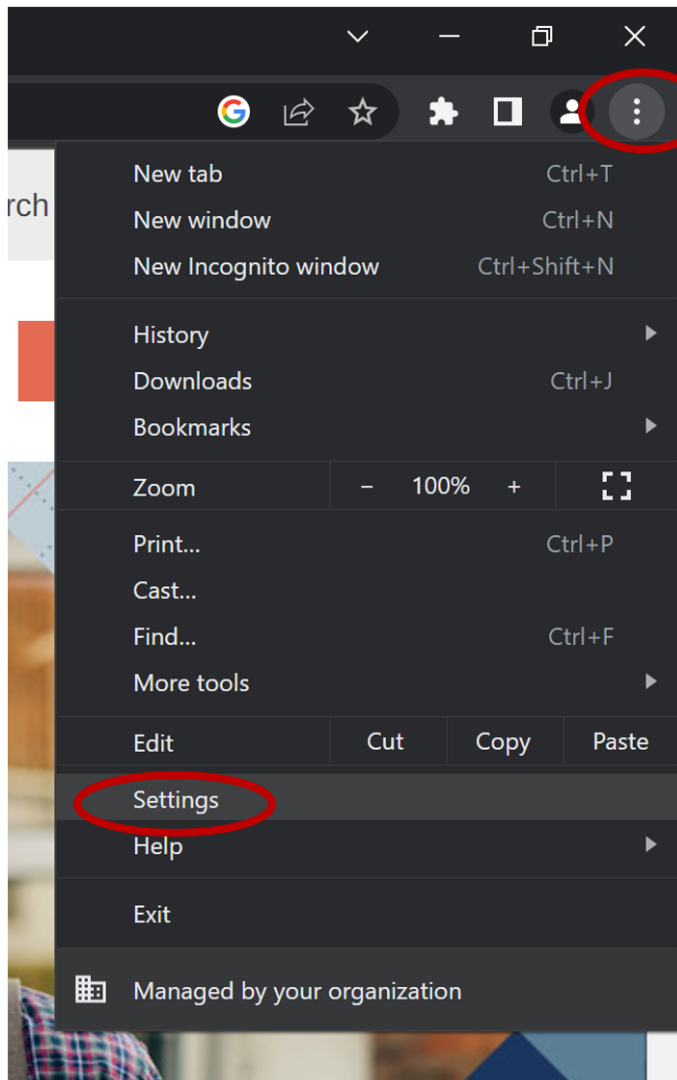 rch
New tab Ctrl+T
New window Ctrl+N
New Incognito window Ctrl+Shift+N
History
Downloads Ctrl+J
Bookmarks
Zoom − 100% +
Print... Ctrl+P
Cast...
Find... Ctrl+F
More tools
Edit Cut Copy Paste
Settings
Help
Exit
Managed by your organization